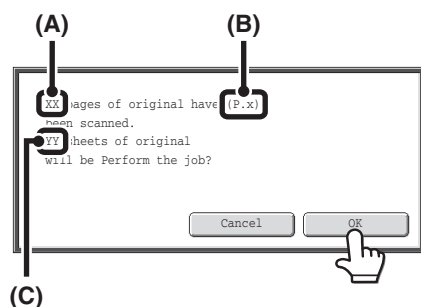 (A) (B)
XX pages of original have (P.x)
been scanned.
YY sheets of original
will be Perform the job?
Cancel OK
(C)